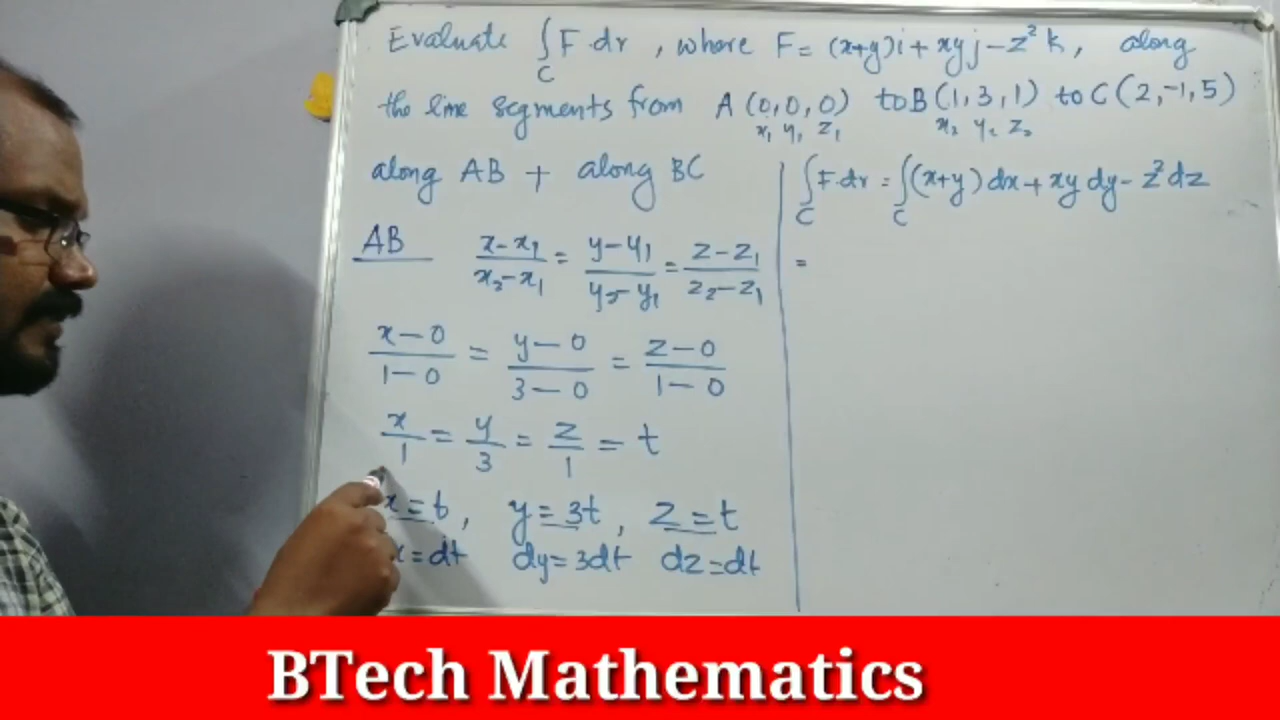 Evaluate ∫_C F.dr, where F = (x+y)i + xyj - z²k, along
the line segments from A(0,0,0) to B(1,3,1) to C(2,-1,5)
x₁ y₁ z₁ x₂ y₂ z₂
along AB + along BC
AB
(x-x₁)/(x₂-x₁) = (y-y₁)/(y₂-y₁) = (z-z₁)/(z₂-z₁)
(x-0)/(1-0) = (y-0)/(3-0) = (z-0)/(1-0)
x/1 = y/3 = z/1 = t
x=t, y=3t, z=t
x=dt dy=3dt dz=dt
∫_C F.dr = ∫_C (x+y)dx + xy dy - z²dz
=
BTech Mathematics